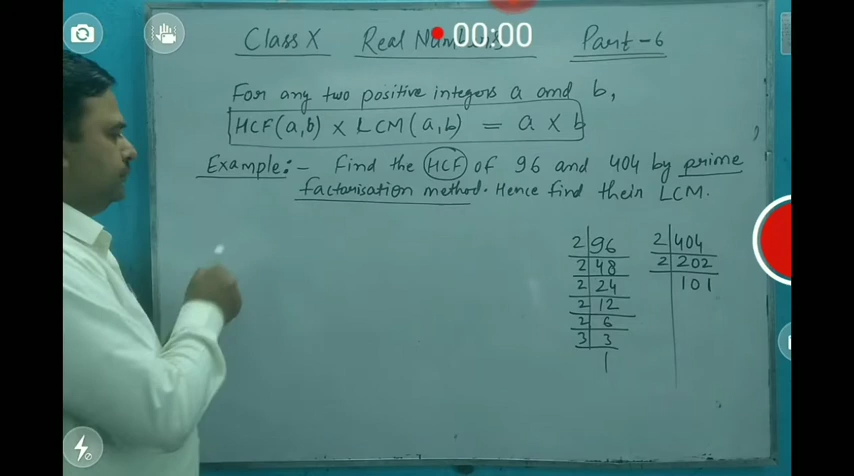 00:00
Class X Real Numbers Part-6
For any two positive integers a and b,
HCF(a,b) x LCM(a,b) = a x b
Example:- Find the HCF of 96 and 404 by prime
factorisation method. Hence find their LCM.
2 96 2 404
2 48 2 202
2 24 101
2 12
2 6
3 3
1